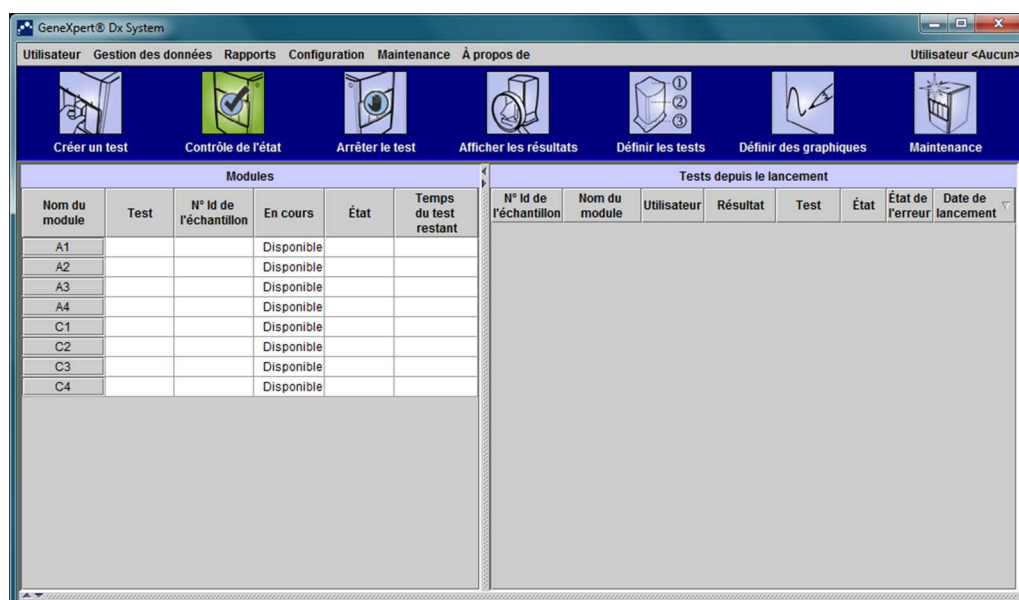 GeneXpert® Dx System
Utilisateur Gestion des données Rapports Configuration Maintenance À propos de Utilisateur <Aucun>
Créer un test Contrôle de l'état Arrêter le test Afficher les résultats Définir les tests Définir des graphiques Maintenance
① ② ③
Modules
Nom du module Test N° Id de l'échantillon En cours État Temps du test restant
A1 Disponible
A2 Disponible
A3 Disponible
A4 Disponible
C1 Disponible
C2 Disponible
C3 Disponible
C4 Disponible
Tests depuis le lancement
N° Id de l'échantillon Nom du module Utilisateur Résultat Test État État de l'erreur Date de lancement